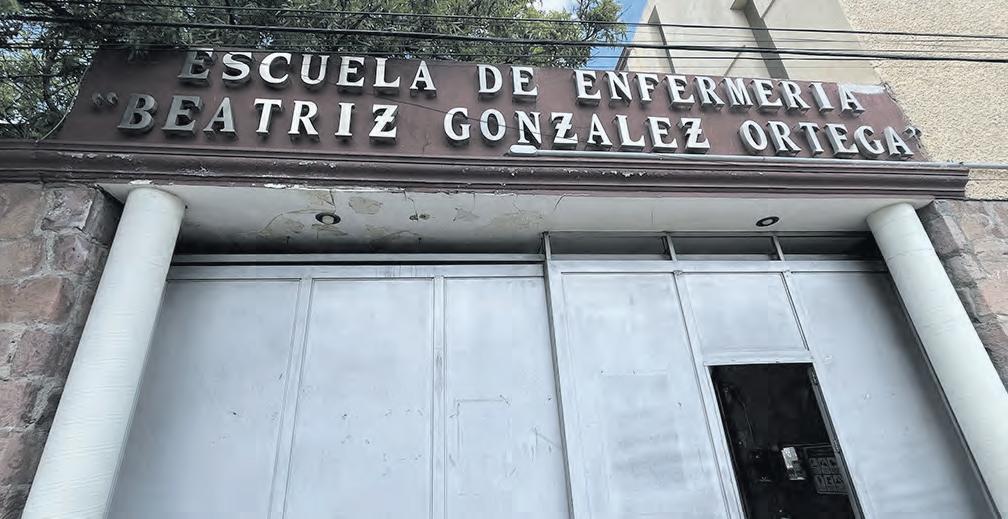 ESCUELA DE ENFERMERIA
"BEATRIZ GONZALEZ ORTEGA"